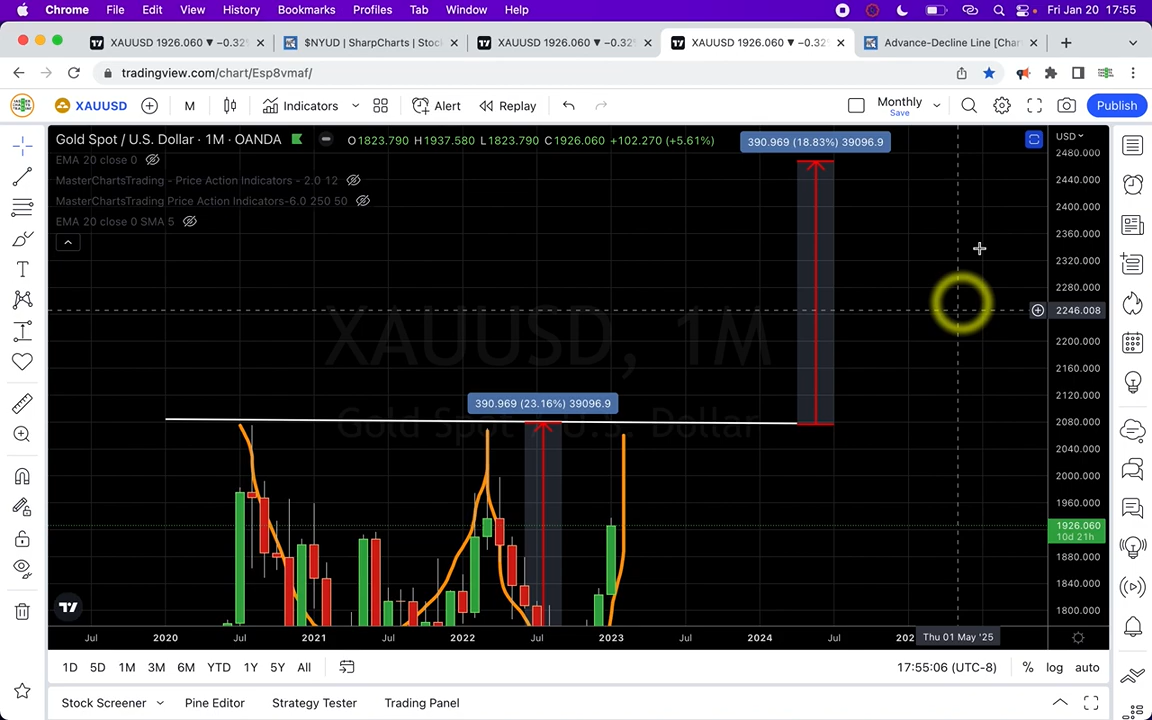 Chrome File Edit View History Bookmarks Profiles Tab Window Help Fri Jan 20 17:55
XAUUSD 1926.060 ▼ −0.32% $NYUD | SharpCharts | Stock XAUUSD 1926.060 ▼ −0.32% XAUUSD 1926.060 ▼ −0.32% Advance-Decline Line [Char
tradingview.com/chart/Esp8vmaf/
XAUUSD M Indicators Alert Replay Monthly Save Publish
Gold Spot / U.S. Dollar · 1M · OANDA O1823.790 H1937.580 L1823.790 C1926.060 +102.270 (+5.61%)
EMA 20 close 0
MasterChartsTrading - Price Action Indicators - 2.0 12
MasterChartsTrading Price Action Indicators-6.0 250 50
EMA 20 close 0 SMA 5
390.969 (18.83%) 39096.9
390.969 (23.16%) 39096.9
XAUUSD, 1M
Gold Spot / U.S. Dollar
USD
2480.000
2440.000
2400.000
2360.000
2320.000
2280.000
2246.008
2200.000
2160.000
2120.000
2080.000
2040.000
2000.000
1960.000
1926.060
10d 21h
1880.000
1840.000
1800.000
Jul 2020 Jul 2021 Jul 2022 Jul 2023 Jul 2024 Jul 202 Thu 01 May '25
1D 5D 1M 3M 6M YTD 1Y 5Y All 17:55:06 (UTC-8) % log auto
Stock Screener Pine Editor Strategy Tester Trading Panel